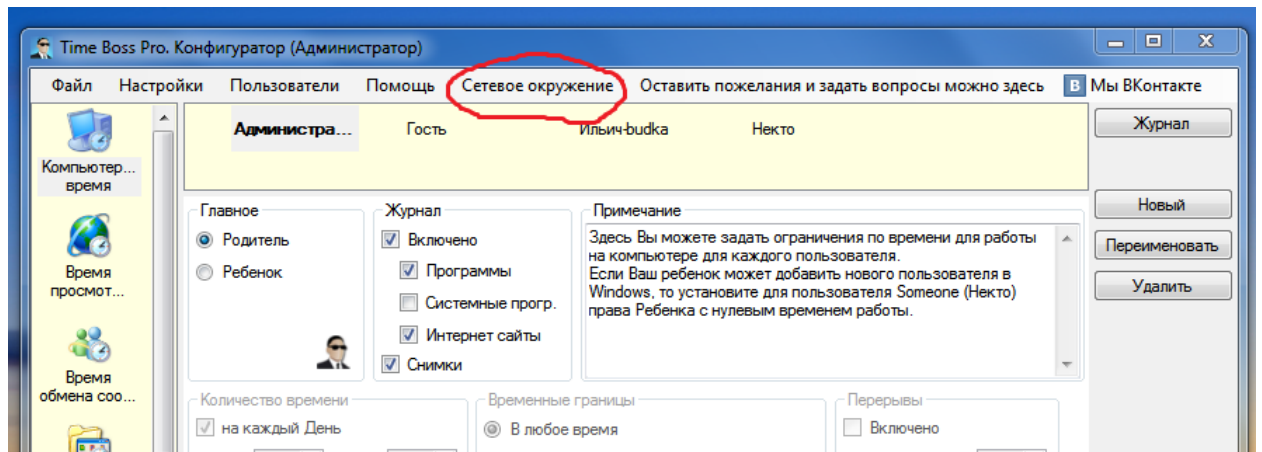 Time Boss Pro. Конфигуратор (Администратор)
Файл Настройки Пользователи Помощь Сетевое окружение Оставить пожелания и задать вопросы можно здесь B Мы ВКонтакте
Администра... Гость Ильич-budka Некто
Журнал
Компьютер...
время
Новый
Переименовать
Удалить
Время
просмот...
Время
обмена соо...
Главное
Родитель
Ребенок
Журнал
Включено
Программы
Системные прогр.
Интернет сайты
Снимки
Примечание
Здесь Вы можете задать ограничения по времени для работы
на компьютере для каждого пользователя.
Если Ваш ребенок может добавить нового пользователя в
Windows, то установите для пользователя Someone (Некто)
права Ребенка с нулевым временем работы.
Количество времени
на каждый День
Временные границы
В любое время
Перерывы
Включено